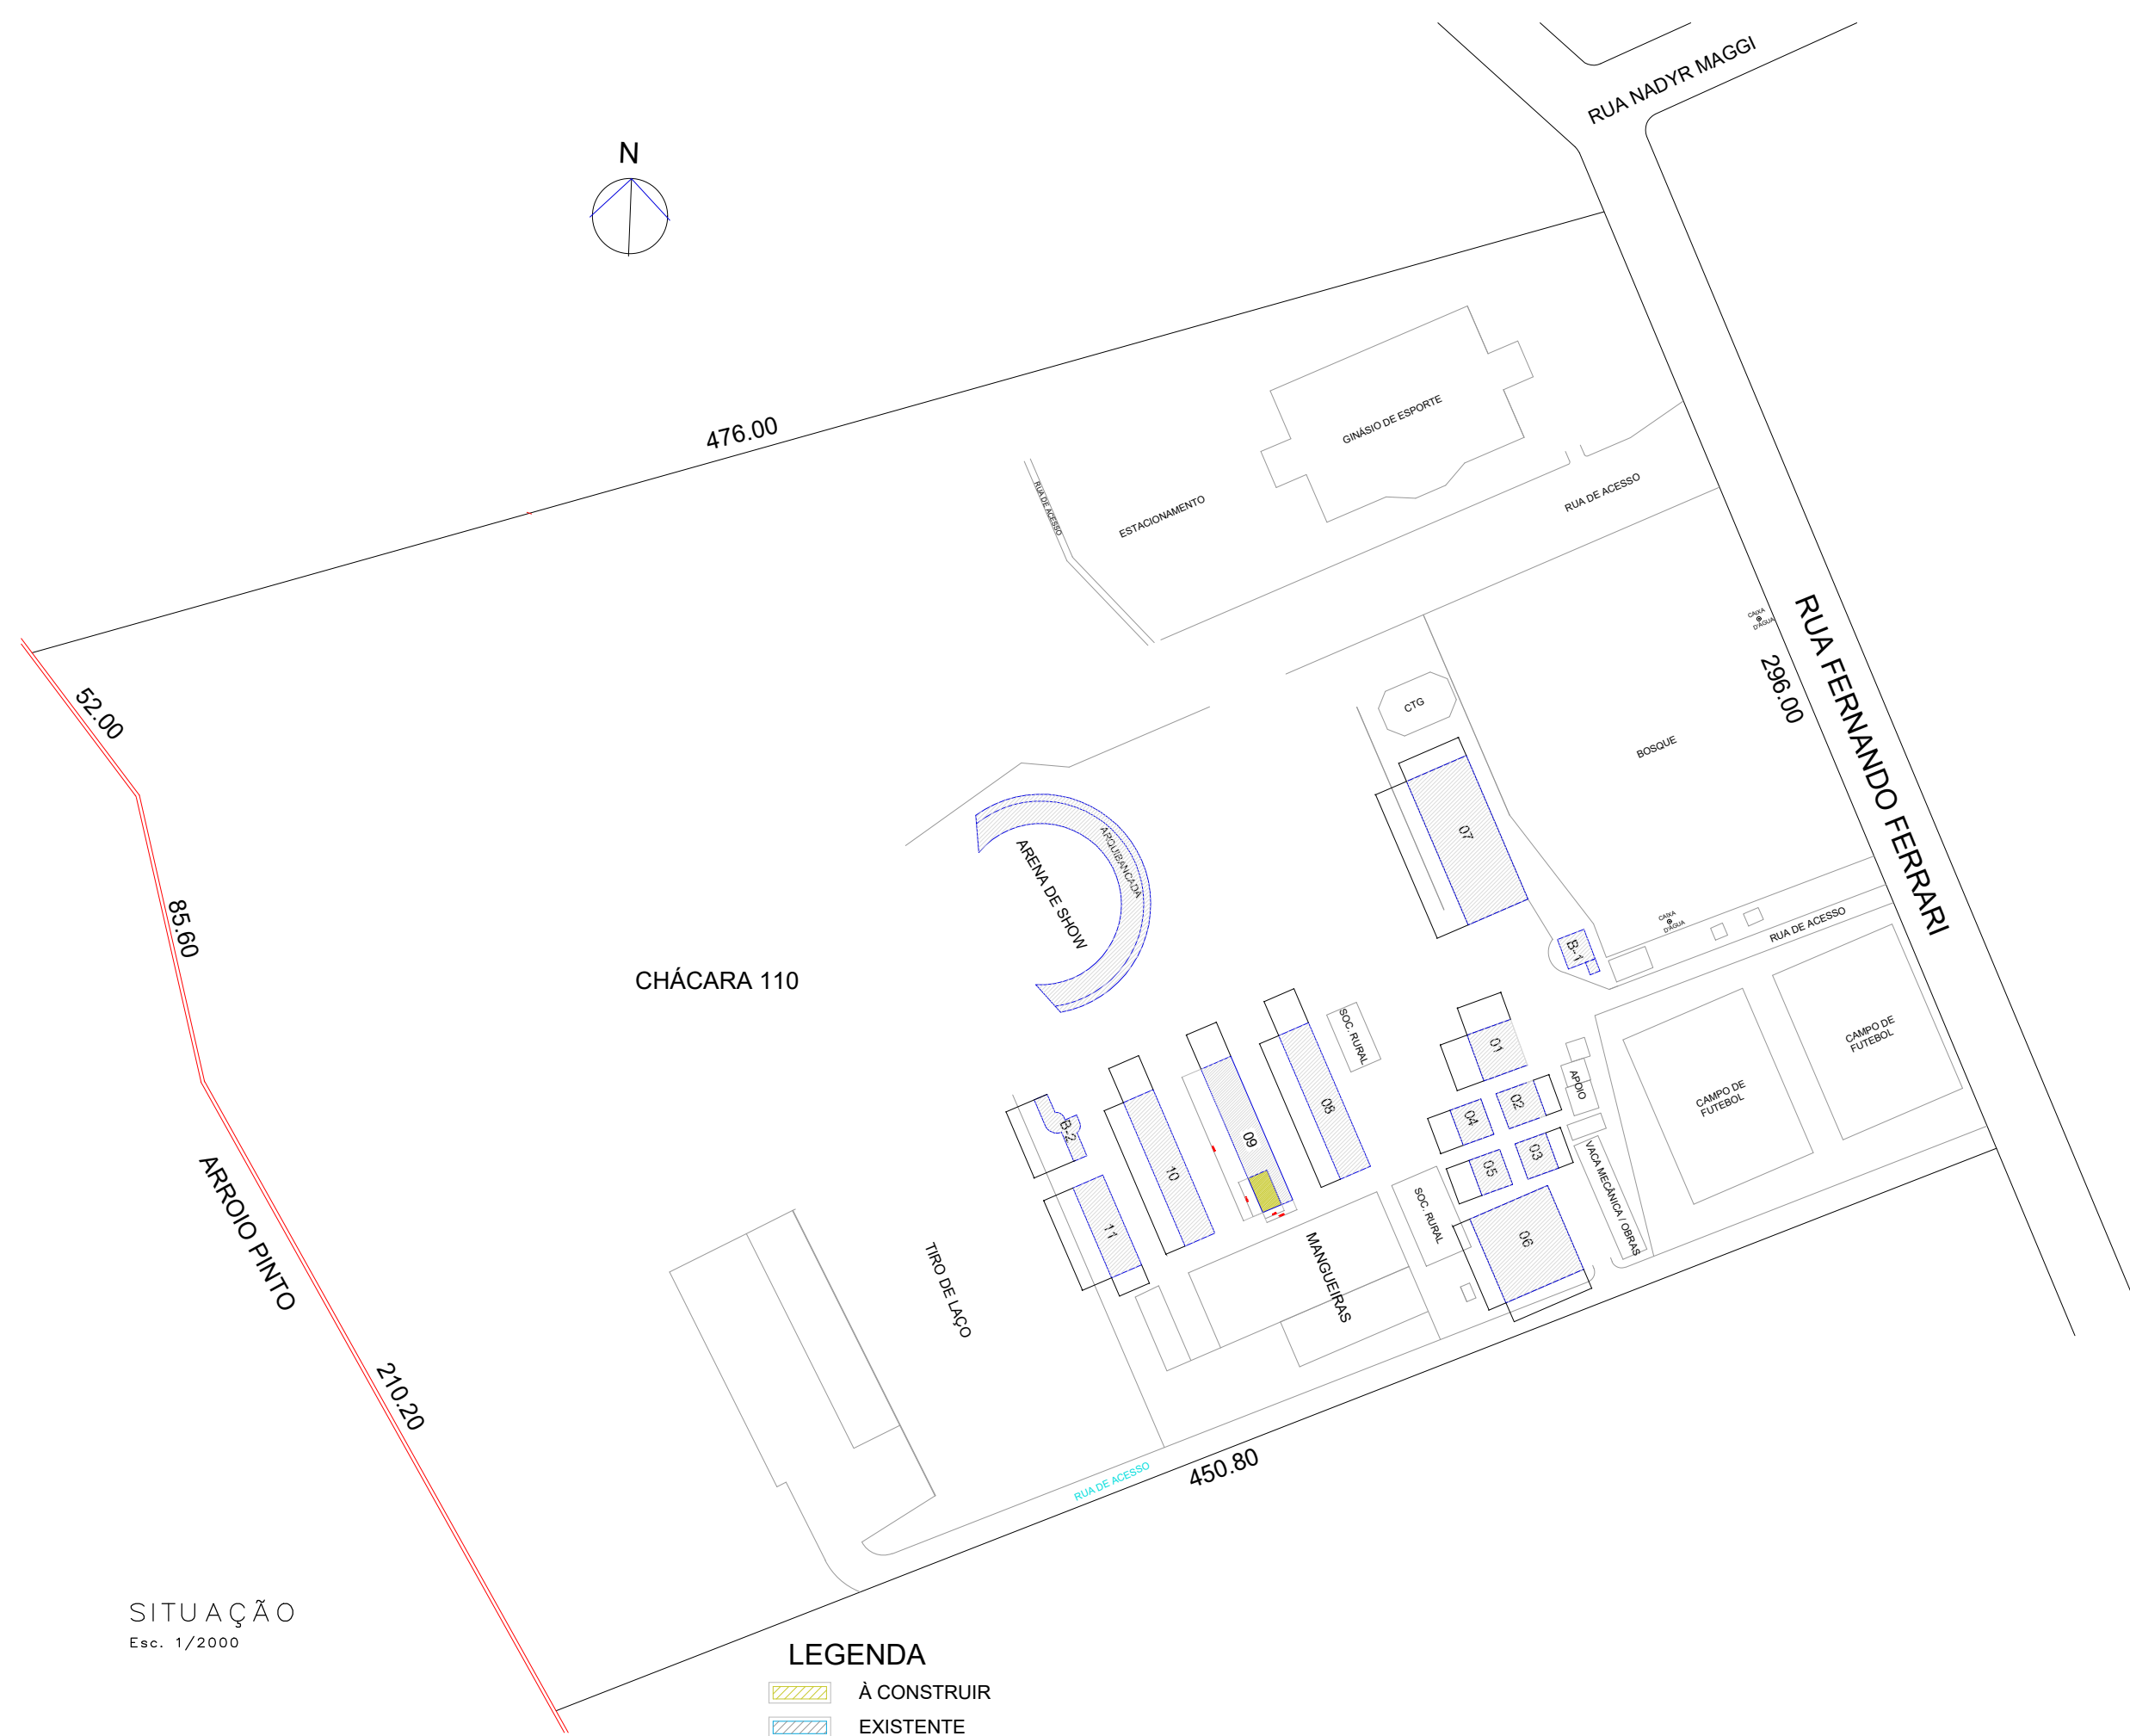 RUA NADYR MAGGI
N
476.00
GINÁSIO DE ESPORTE
RUA DE ACESSO
ESTACIONAMENTO
RUA DE ACESSO
CAIXA
D'ÁGUA
RUA FERNANDO FERRARI
296.00
52.00
CTG
BOSQUE
07
ARQUIBANCADA
ARENA DE SHOW
85.60
CHÁCARA 110
CAIXA
D'ÁGUA
RUA DE ACESSO
B-1
SOC. RURAL
01
CAMPO DE
FUTEBOL
APOIO
CAMPO DE
FUTEBOL
02
04
08
09
B-2
10
03
05
11
VACA MECÂNICA / OBRAS
SOC. RURAL
06
ARROIO PINTO
TIRO DE LAÇO
MANGUEIRAS
210.20
450.80
RUA DE ACESSO
SITUAÇÃO
Esc. 1/2000
LEGENDA
À CONSTRUIR
EXISTENTE